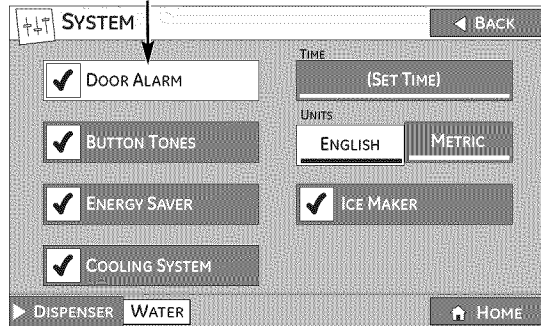 SYSTEM
BACK
DOOR ALARM
BUTTON TONES
ENERGY SAVER
COOLING SYSTEM
TIME
(SET TIME)
UNITS
ENGLISH METRIC
ICE MAKER
DISPENSER WATER
HOME